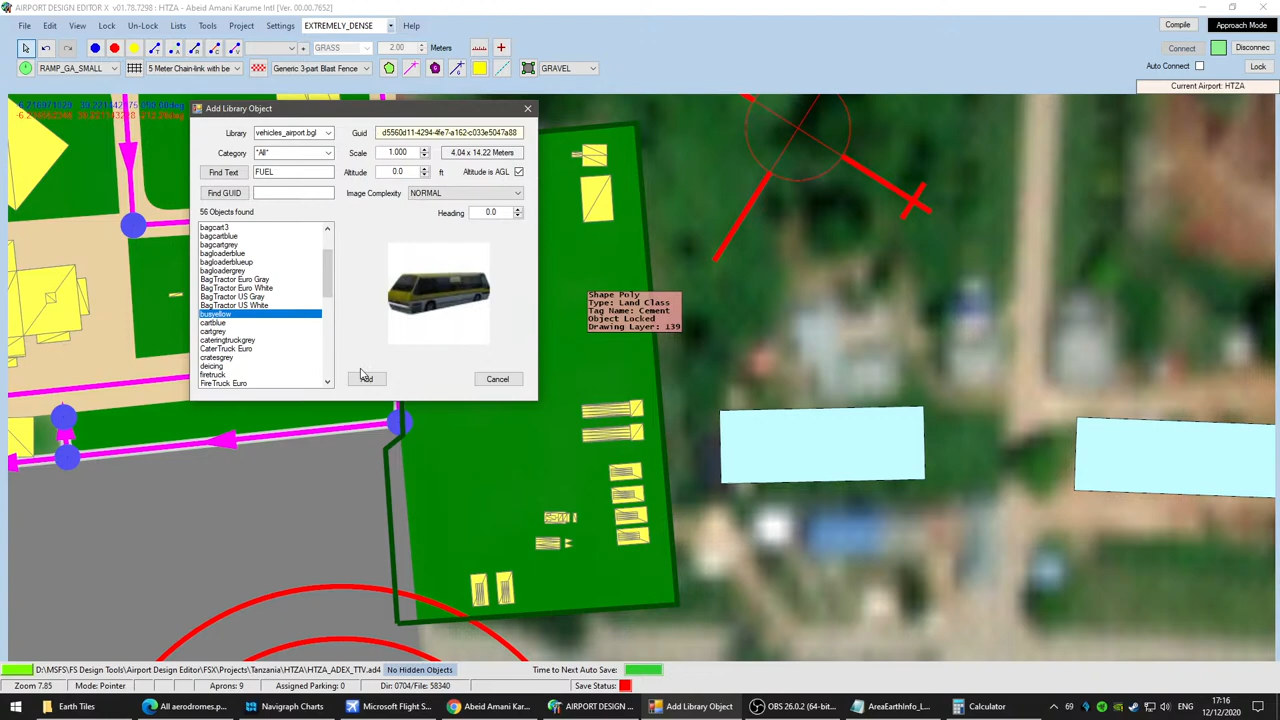 AIRPORT DESIGN EDITOR X v01.78.7298 : HTZA - Abeid Amani Karume Intl (Ver. 00.00.7652)
File Edit View Lock Un-Lock Lists Tools Project Settings EXTREMELY_DENSE Help
Compile Approach Mode
GRASS 2.00 Meters
Connect Disconnect
RAMP_GA_SMALL 5 Meter Chain-link with be Generic 3-part Blast Fence GRAVEL
Auto Connect Lock
Current Airport: HTZA
Add Library Object
Library vehicles_airport.bgl Guid d5560d11-4294-4fe7-a162-c033e5047a88
Category *All* Scale 1.000 4.04 x 14.22 Meters
Find Text FUEL Altitude 0.0 ft Altitude is AGL
Find GUID Image Complexity NORMAL
56 Objects found Heading 0.0
bagcart3
bagcartblue
bagcartgrey
bagloaderblue
bagloaderblueup
bagloadergrey
BagTractor Euro Gray
BagTractor Euro White
BagTractor US Gray
BagTractor US White
busyellow
cartblue
cartgrey
cateringtruckgrey
CaterTruck Euro
cratesgrey
deicing
firetruck
FireTruck Euro
Add Cancel
Shape Poly
Type: Land Class
Tag Name: Cement
Object Locked
Drawing Layer: 139
D:\MSFS\FS Design Tools\Airport Design Editor\FSX\Projects\Tanzania\HTZA\HTZA_ADEX_TTV.ad4 No Hidden Objects Time to Next Auto Save:
Zoom 7.85 Mode: Pointer Aprons: 9 Assigned Parking: 0 Dir: 0704/File: 58340 Save Status:
Earth Tiles All aerodromes.p... Navigraph Charts Microsoft Flight S... Abeid Amani Karu... AIRPORT DESIGN ... Add Library Object OBS 26.0.2 (64-bit... AreaEarthInfo_L... Calculator 69 ENG 17:16
12/12/2020